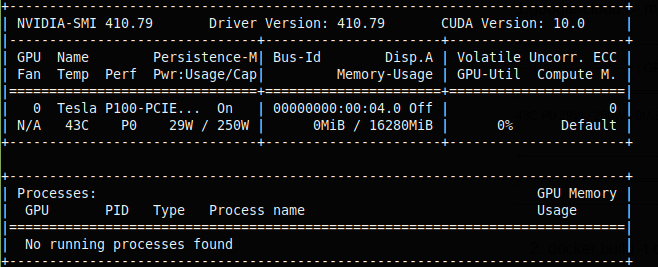 NVIDIA-SMI 410.79 Driver Version: 410.79 CUDA Version: 10.0
GPU Name Persistence-M| Bus-Id Disp.A | Volatile Uncorr. ECC
Fan Temp Perf Pwr:Usage/Cap| Memory-Usage | GPU-Util Compute M.
0 Tesla P100-PCIE... On | 00000000:00:04.0 Off | 0
N/A 43C P0 29W / 250W | 0MiB / 16280MiB | 0% Default
Processes: GPU Memory
GPU PID Type Process name Usage
No running processes found